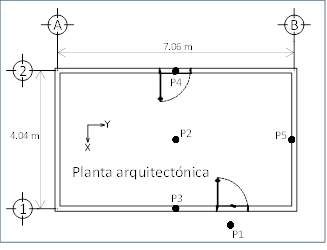 A
B
7.06 m
2
P4
4.04 m
Y
X
P2
P5
Planta arquitectónica
P3
1
P1